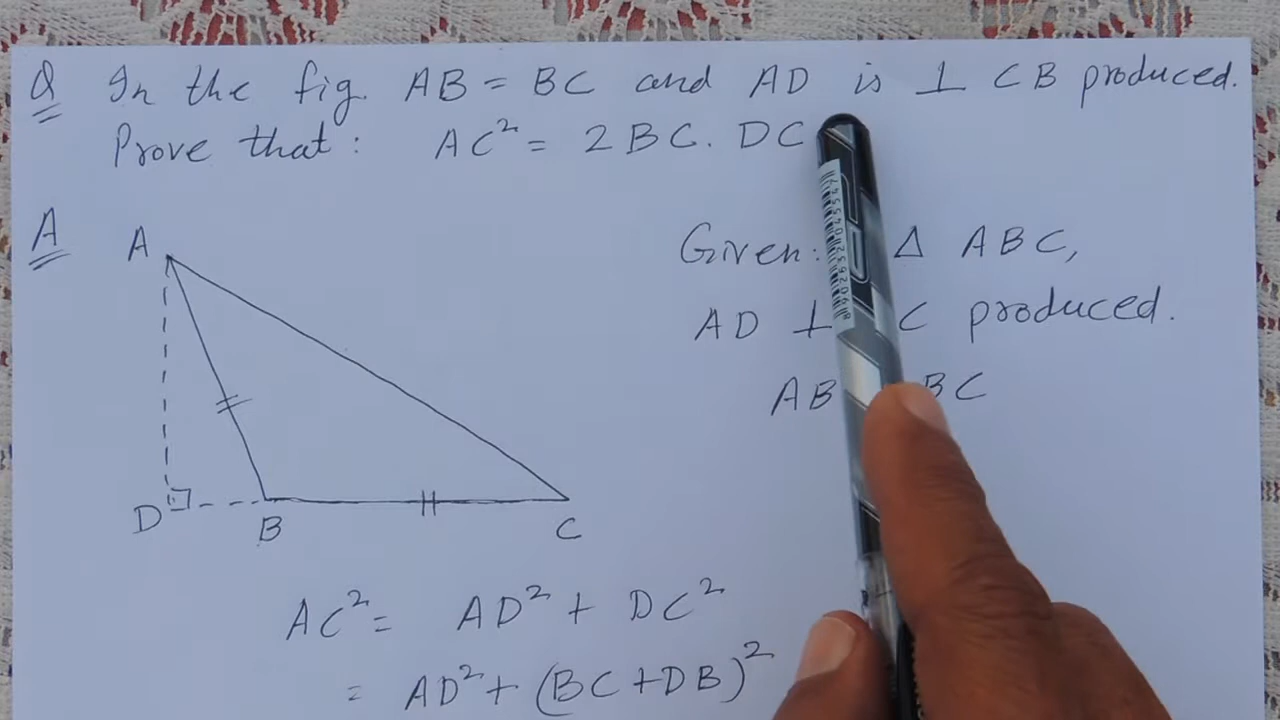 Q In the fig. AB = BC and AD is ⊥ CB produced.
Prove that : AC² = 2 BC. DC
A
Given: Δ ABC,
AD ⊥ C produced.
AB BC
A
D
B
C
AC² = AD² + DC²
= AD² + (BC+DB)²